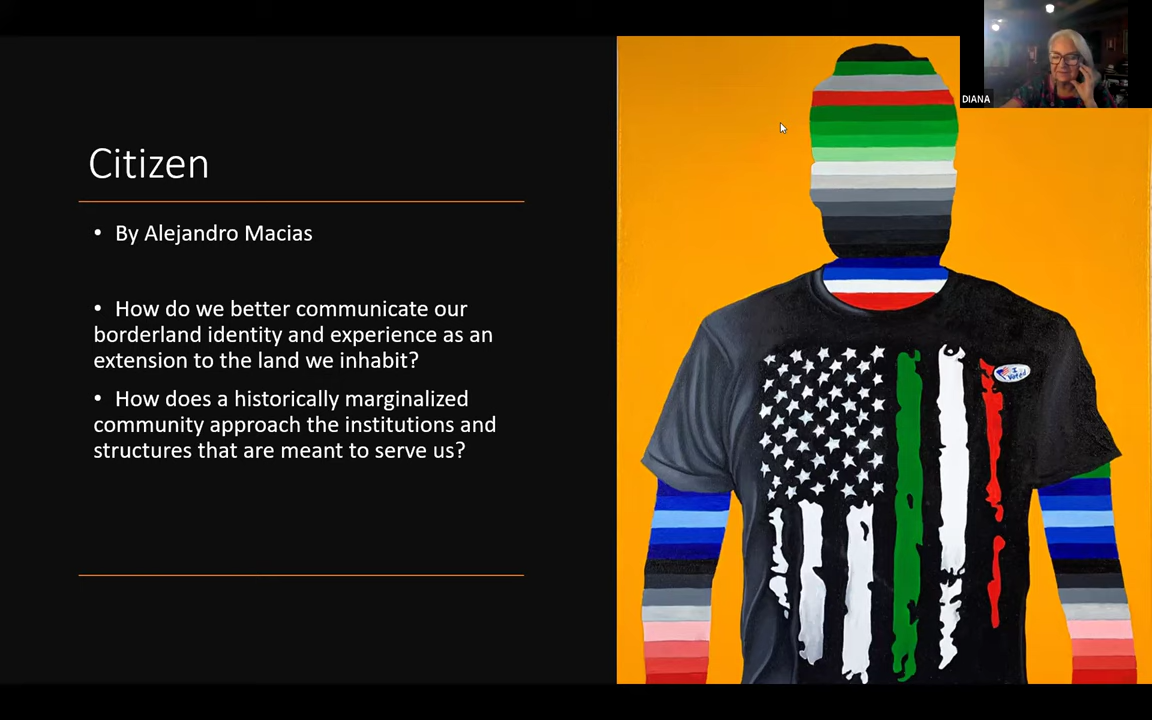 Citizen
• By Alejandro Macias
• How do we better communicate our
borderland identity and experience as an
extension to the land we inhabit?
• How does a historically marginalized
community approach the institutions and
structures that are meant to serve us?
I
Voted
DIANA